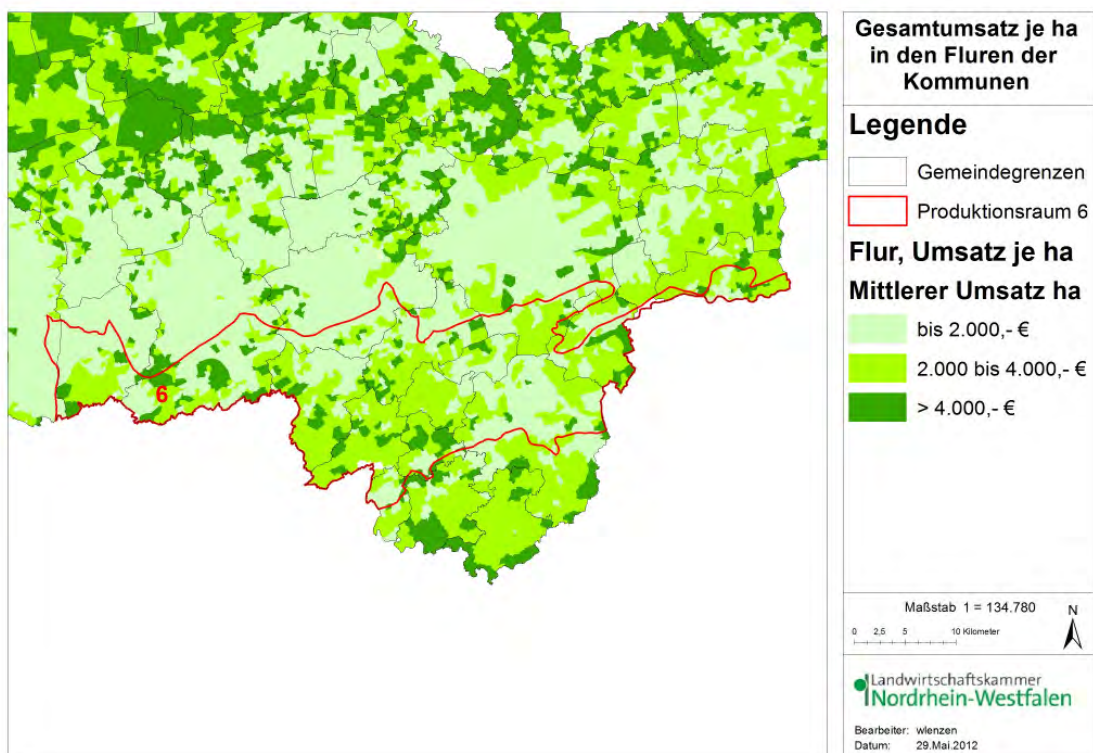 Gesamtumsatz je ha
in den Fluren der
Kommunen
Legende
Gemeindegrenzen
Produktionsraum 6
Flur, Umsatz je ha
Mittlerer Umsatz ha
bis 2.000,- €
2.000 bis 4.000,- €
> 4.000,- €
6
Maßstab 1 = 134.780
N
0 2,5 5 10 Kilometer
Landwirtschaftskammer
Nordrhein-Westfalen
Bearbeiter: wlenzen
Datum: 29.Mai.2012